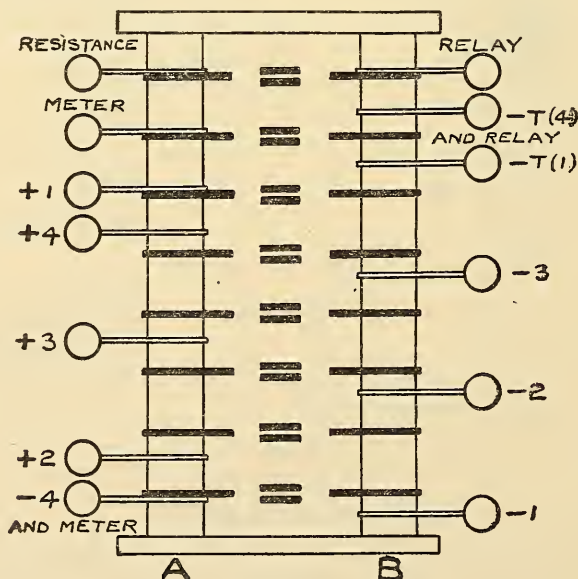 RESISTANCE
RELAY
METER
-T(4)
AND RELAY
-T(1)
+1
+4
-3
+3
-2
+2
-4
AND METER
-1
A
B